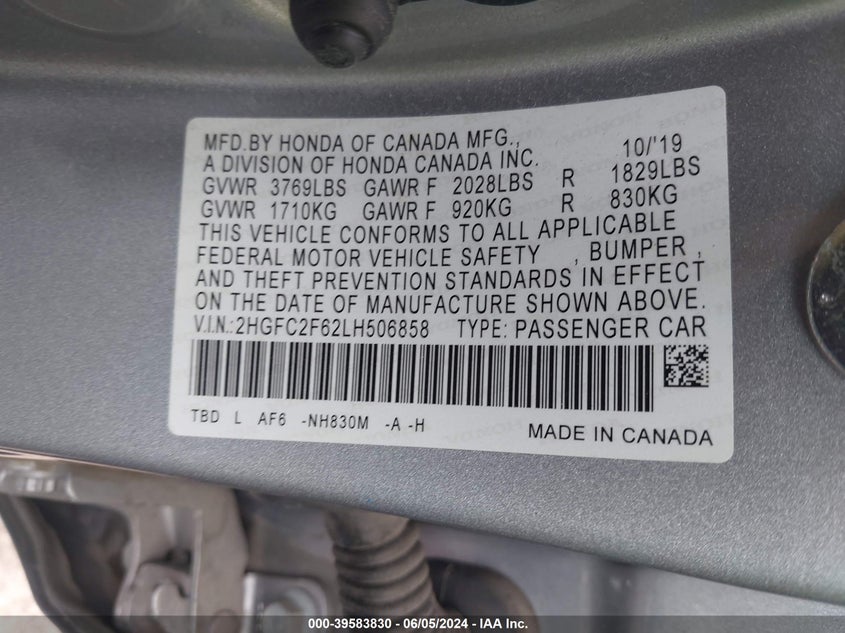 MFD.BY HONDA OF CANADA MFG., 10/'19
A DIVISION OF HONDA CANADA INC.
GVWR 3769LBS GAWR F 2028LBS R 1829LBS
GVWR 1710KG GAWR F 920KG R 830KG
THIS VEHICLE CONFORMS TO ALL APPLICABLE
FEDERAL MOTOR VEHICLE SAFETY , BUMPER ,
AND THEFT PREVENTION STANDARDS IN EFFECT
ON THE DATE OF MANUFACTURE SHOWN ABOVE.
V.I.N.:2HGFC2F62LH506858 TYPE: PASSENGER CAR
TBD L AF6 -NH830M -A -H
MADE IN CANADA
000-39583830 - 06/05/2024 - IAA Inc.